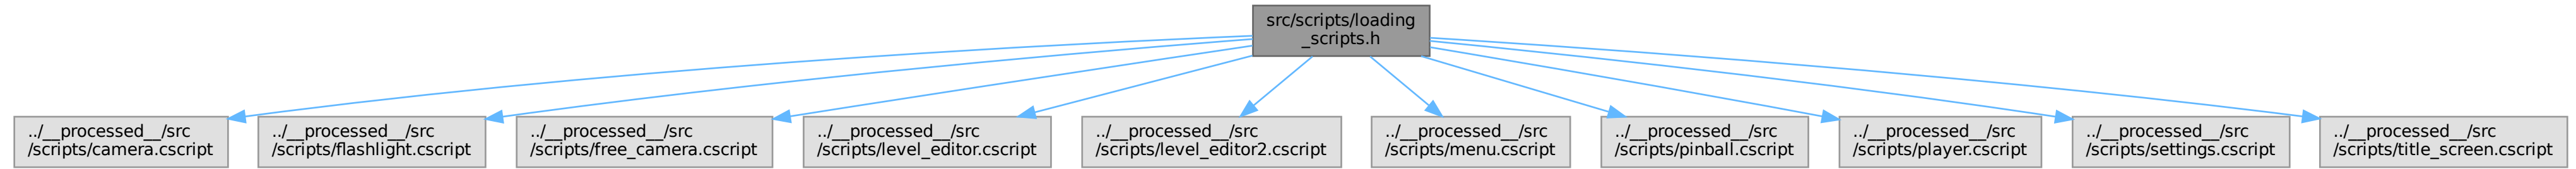 src/scripts/loading
_scripts.h
../__processed__/src
/scripts/camera.cscript
../__processed__/src
/scripts/flashlight.cscript
../__processed__/src
/scripts/free_camera.cscript
../__processed__/src
/scripts/level_editor.cscript
../__processed__/src
/scripts/level_editor2.cscript
../__processed__/src
/scripts/menu.cscript
../__processed__/src
/scripts/pinball.cscript
../__processed__/src
/scripts/player.cscript
../__processed__/src
/scripts/settings.cscript
../__processed__/src
/scripts/title_screen.cscript